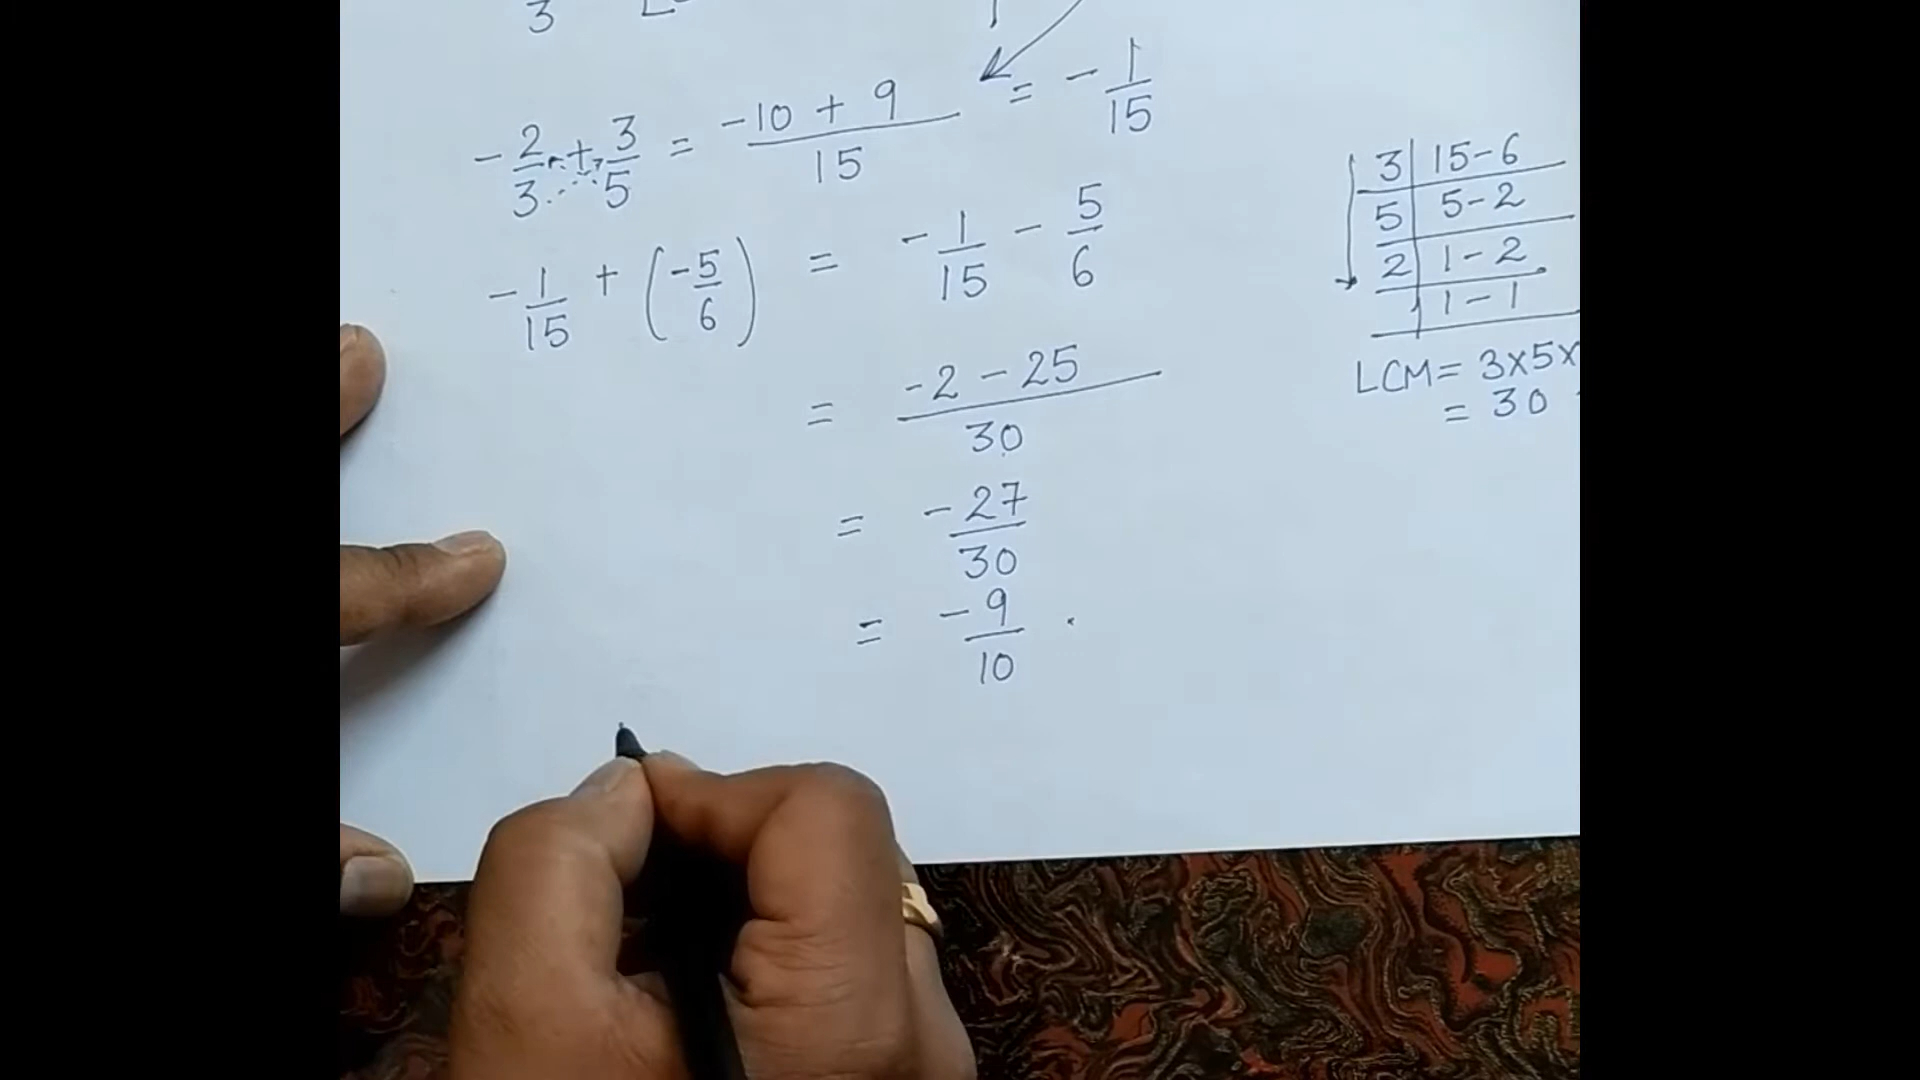 3
-2/3 + 3/5 = -10 + 9/15 = -1/15
-1/15 + (-5/6) = -1/15 - 5/6
= -2 - 25/30
= -27/30
= -9/10 .
3 | 15 - 6
5 | 5 - 2
2 | 1 - 2
1 - 1
LCM = 3x5x
= 30